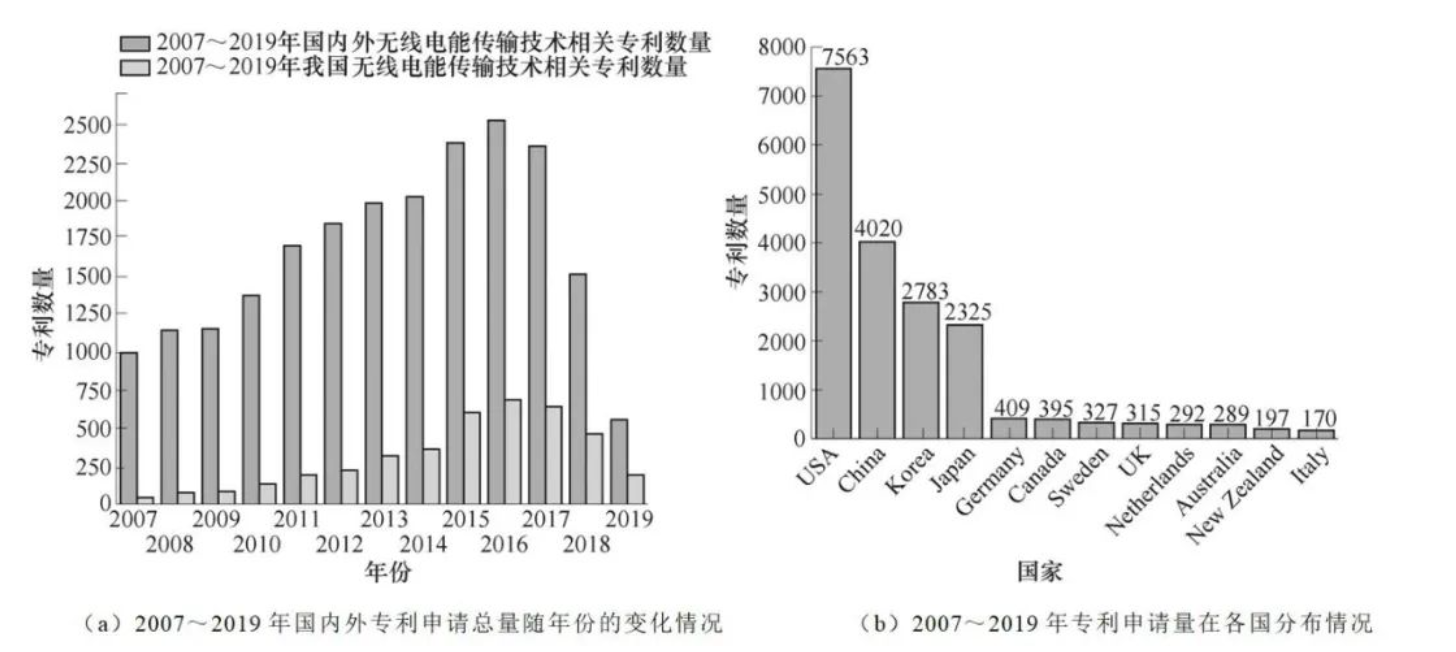 2007～2019年国内外无线电能传输技术相关专利数量
2007～2019年我国无线电能传输技术相关专利数量
专利数量
2500
2250
2000
1750
1500
1250
1000
750
500
250
0
2007 2009 2011 2013 2015 2017 2019
2008 2010 2012 2014 2016 2018
年份
（a）2007～2019 年国内外专利申请总量随年份的变化情况
专利数量
8000
7000
6000
5000
4000
3000
2000
1000
0
7563
4020
2783
2325
409 395 327 315 292 289 197 170
USA
China
Korea
Japan
Germany
Canada
Sweden
UK
Netherlands
Australia
New Zealand
Italy
国家
（b）2007～2019 年专利申请量在各国分布情况